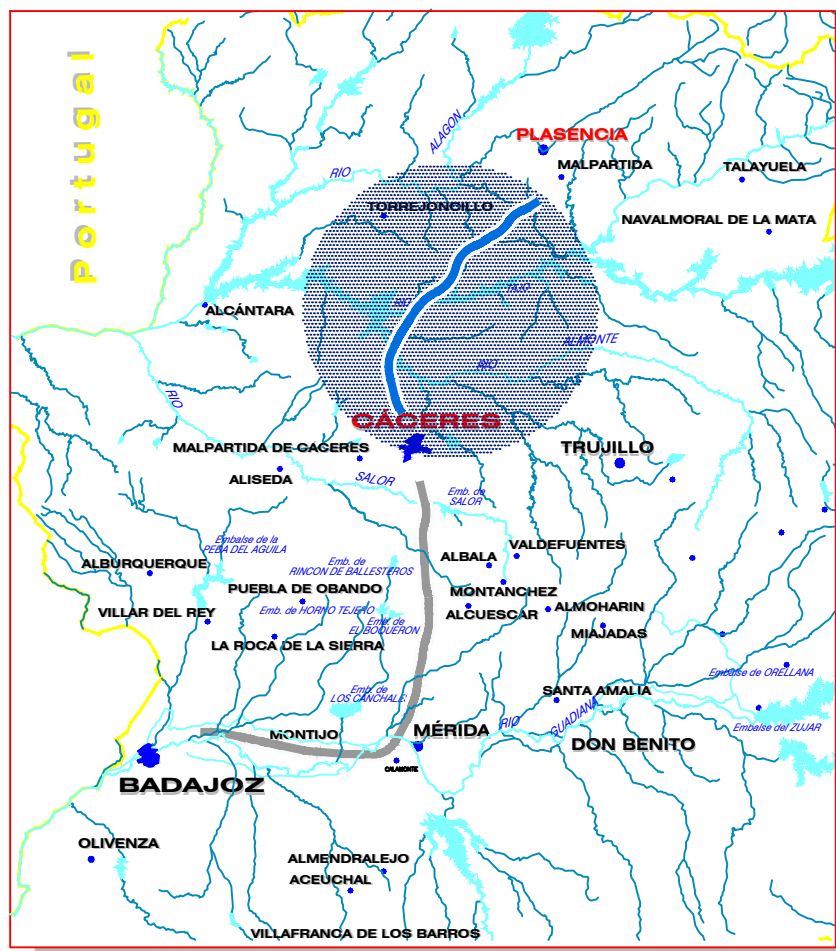 Portugal
ALAGON
PLASENCIA
MALPARTIDA
TALAYUELA
RIO
TORREJONCILLO
NAVALMORAL DE LA MATA
TAJO
RIO
ALCÁNTARA
ALMONTE
RIO
RIO
CÁCERES
MALPARTIDA DE CACERES
TRUJILLO
ALISEDA
SALOR
Emb. de
SALOR
Embalse de la
PEÑA DEL AGUILA
ALBALA
VALDEFUENTES
ALBURQUERQUE
Emb. de
RINCON DE BALLESTEROS
PUEBLA DE OBANDO
MONTANCHEZ
VILLAR DEL REY
Emb. de HORNO TEJERO
ALCUESCAR
ALMOHARIN
Emb. de
EL BOQUERON
MIAJADAS
LA ROCA DE LA SIERRA
Embalse de ORELLANA
Emb. de
LOS CANCHALE
SANTA AMALIA
RIO
GUADIANA
Embalse del ZUJAR
MONTIJO
MÉRIDA
DON BENITO
CALAMONTE
BADAJOZ
OLIVENZA
ALMENDRALEJO
ACEUCHAL
VILLAFRANCA DE LOS BARROS